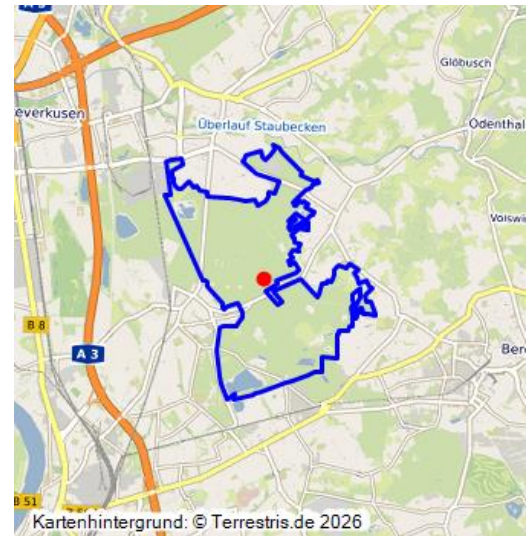 Glöbusch
everkusen
Überlauf Staubecken
Odenthal
Volswi
B 8
A 3
Ber
B 51
Kartenhintergrund: © Terrestris.de 2026